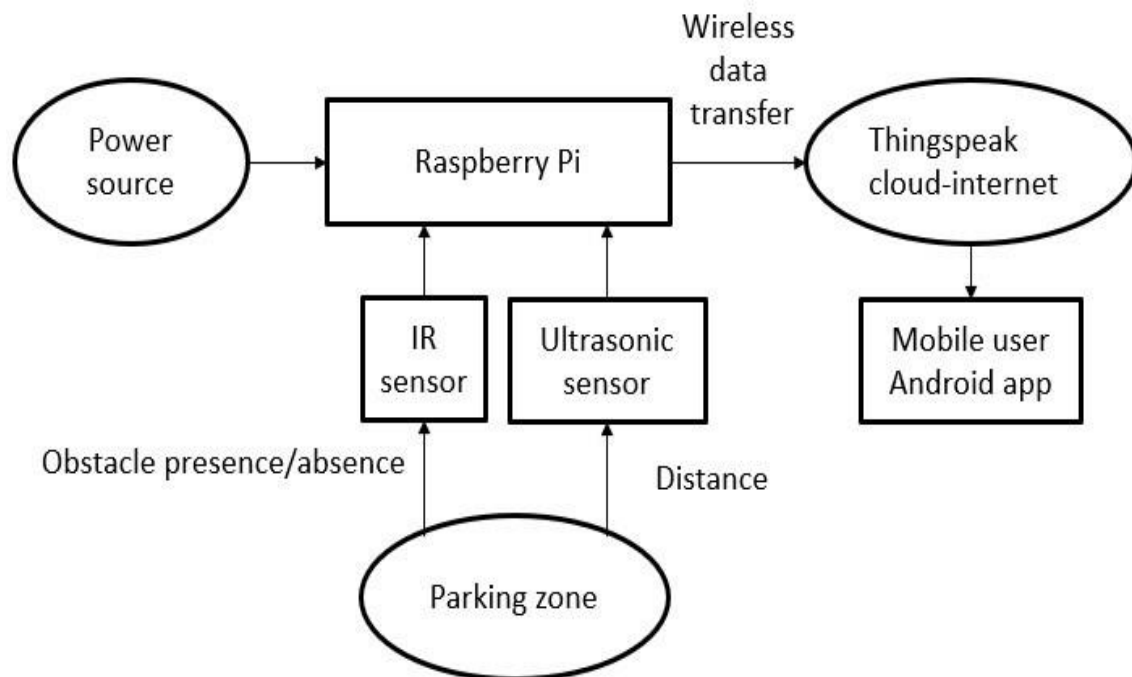 Wireless
data
transfer
Power
source
Raspberry Pi
Thingspeak
cloud-internet
IR
sensor
Ultrasonic
sensor
Mobile user
Android app
Obstacle presence/absence
Distance
Parking zone